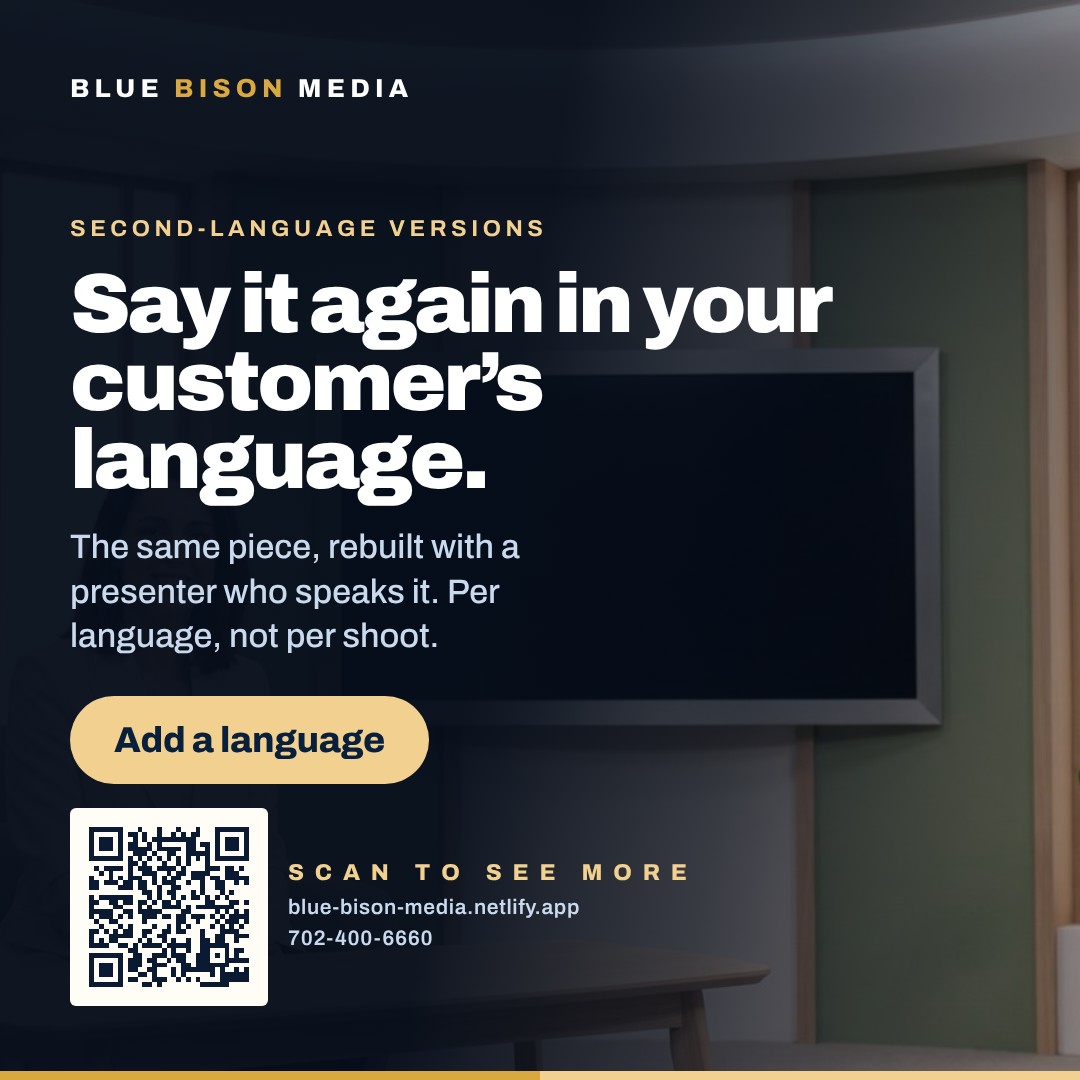 BLUE BISON MEDIA
SECOND-LANGUAGE VERSIONS
Say it again in your
customer’s
language.
The same piece, rebuilt with a
presenter who speaks it. Per
language, not per shoot.
Add a language
SCAN TO SEE MORE
blue-bison-media.netlify.app
702-400-6660